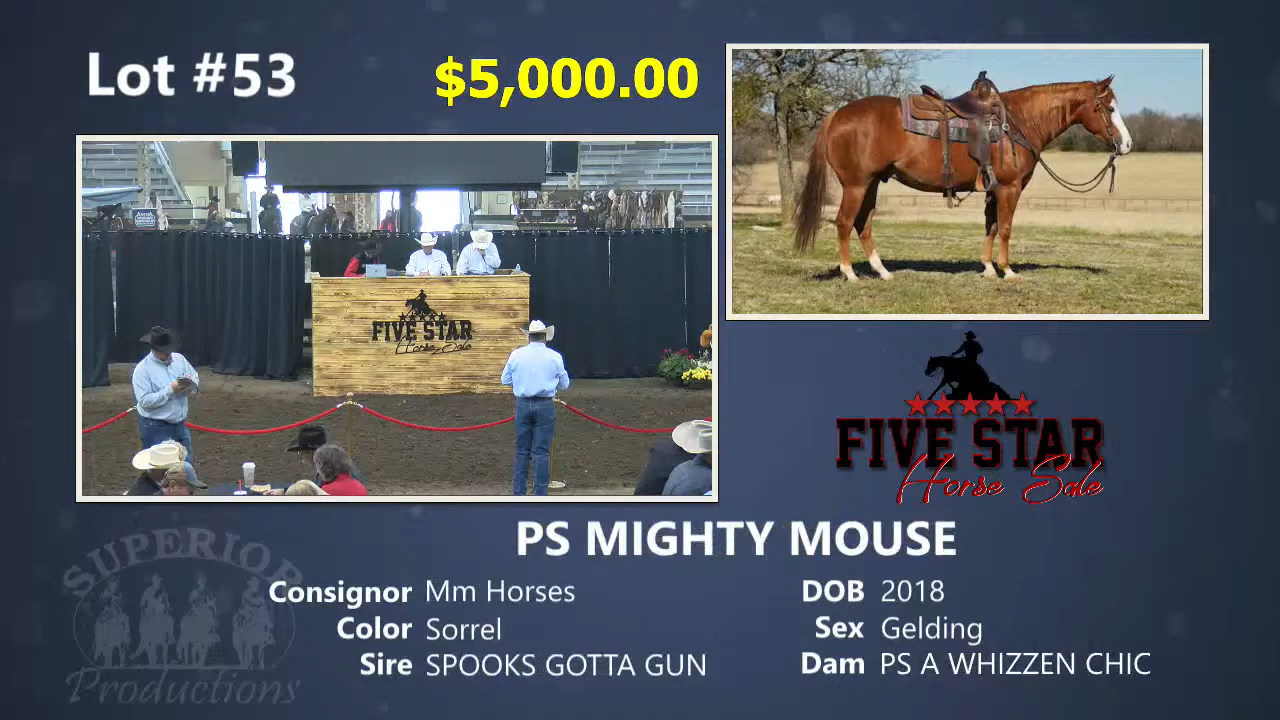 Lot #53
$5,000.00
FIVE STAR
Horse Sale
FIVE STAR
Horse Sale
PS MIGHTY MOUSE
Consignor Mm Horses
DOB 2018
Color Sorrel
Sex Gelding
Sire SPOOKS GOTTA GUN
Dam PS A WHIZZEN CHIC
SUPERIOR
Productions